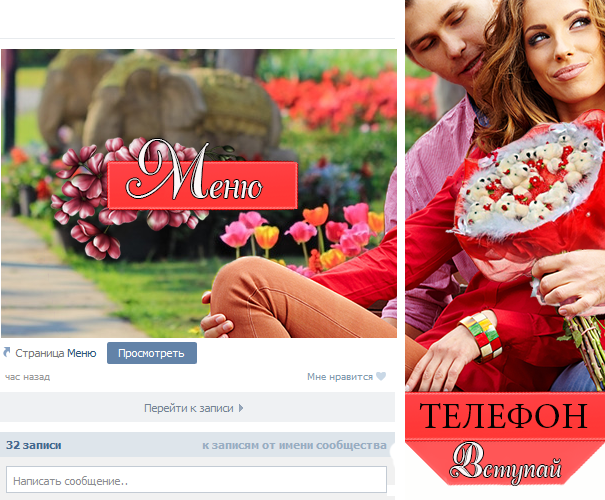 Меню
Страница Меню Просмотреть
час назад Мне нравится
Перейти к записи
32 записи к записям от имени сообщества
Написать сообщение..
ТЕЛЕФОН
Вступай